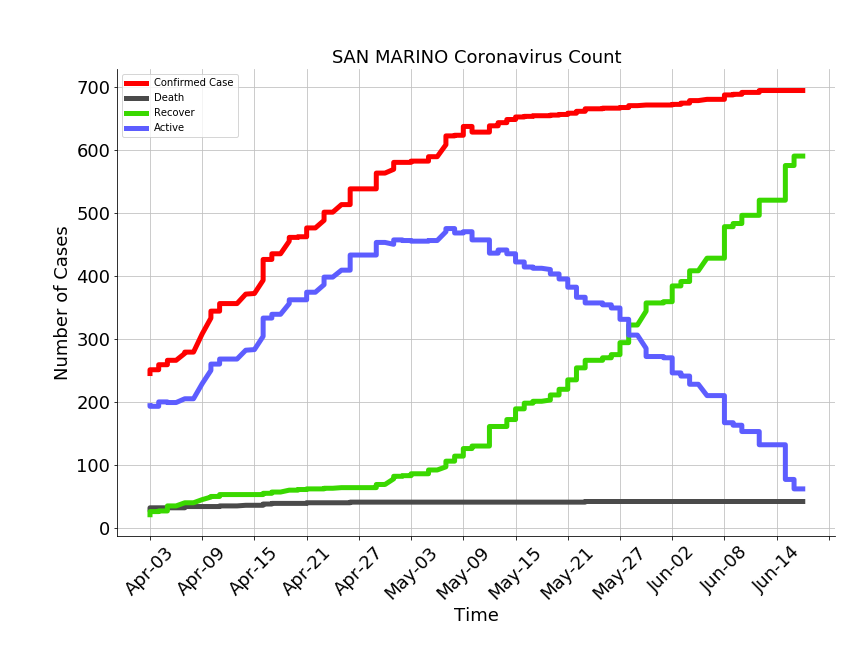 SAN MARINO Coronavirus Count
Confirmed Case
Death
Recover
Active
Number of Cases
700
600
500
400
300
200
100
0
Apr-03
Apr-09
Apr-15
Apr-21
Apr-27
May-03
May-09
May-15
May-21
May-27
Jun-02
Jun-08
Jun-14
Time